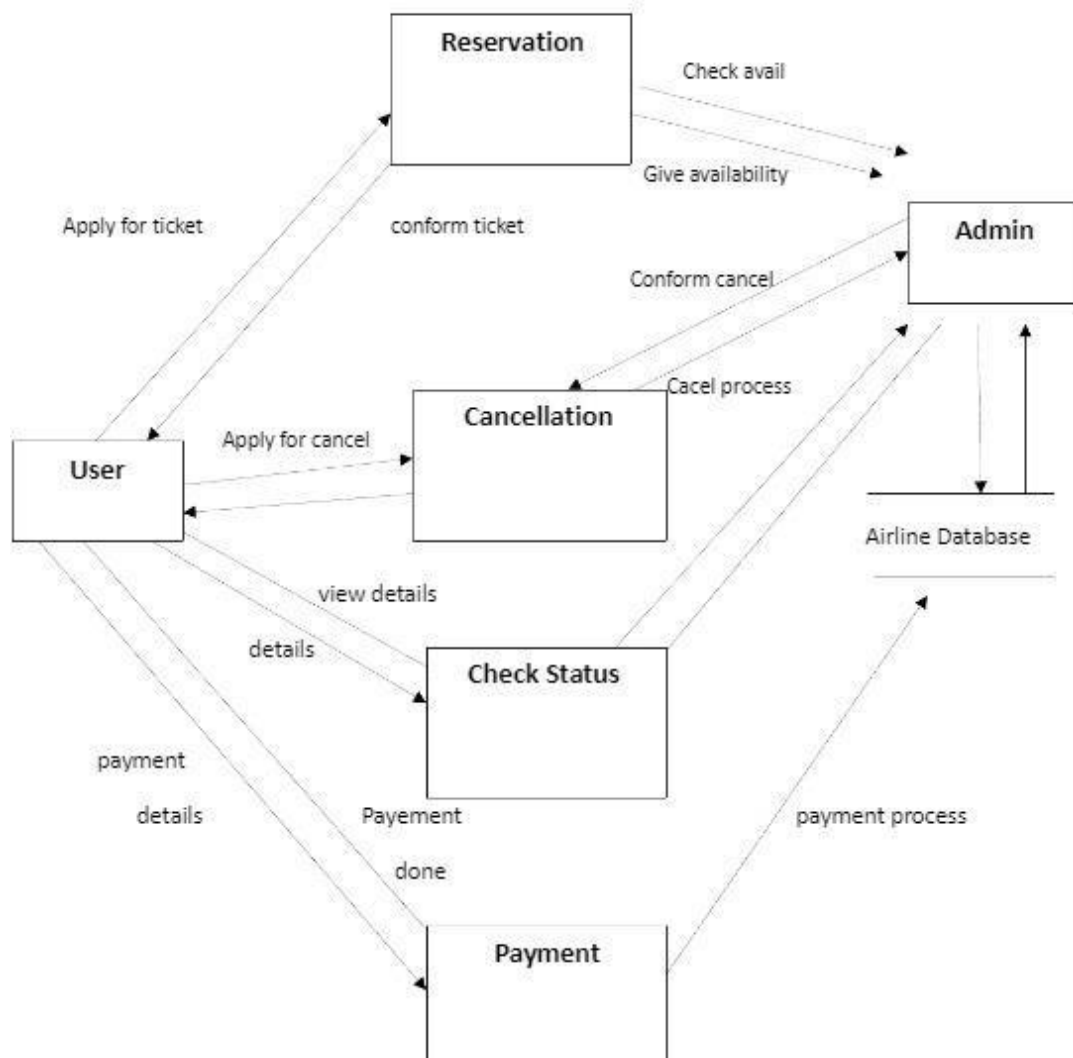 Reservation
Check avail
Give availability
Apply for ticket
conform ticket
Admin
Conform cancel
Cacel process
Cancellation
Apply for cancel
User
Airline Database
view details
details
Check Status
payment
details
Payement
done
payment process
Payment